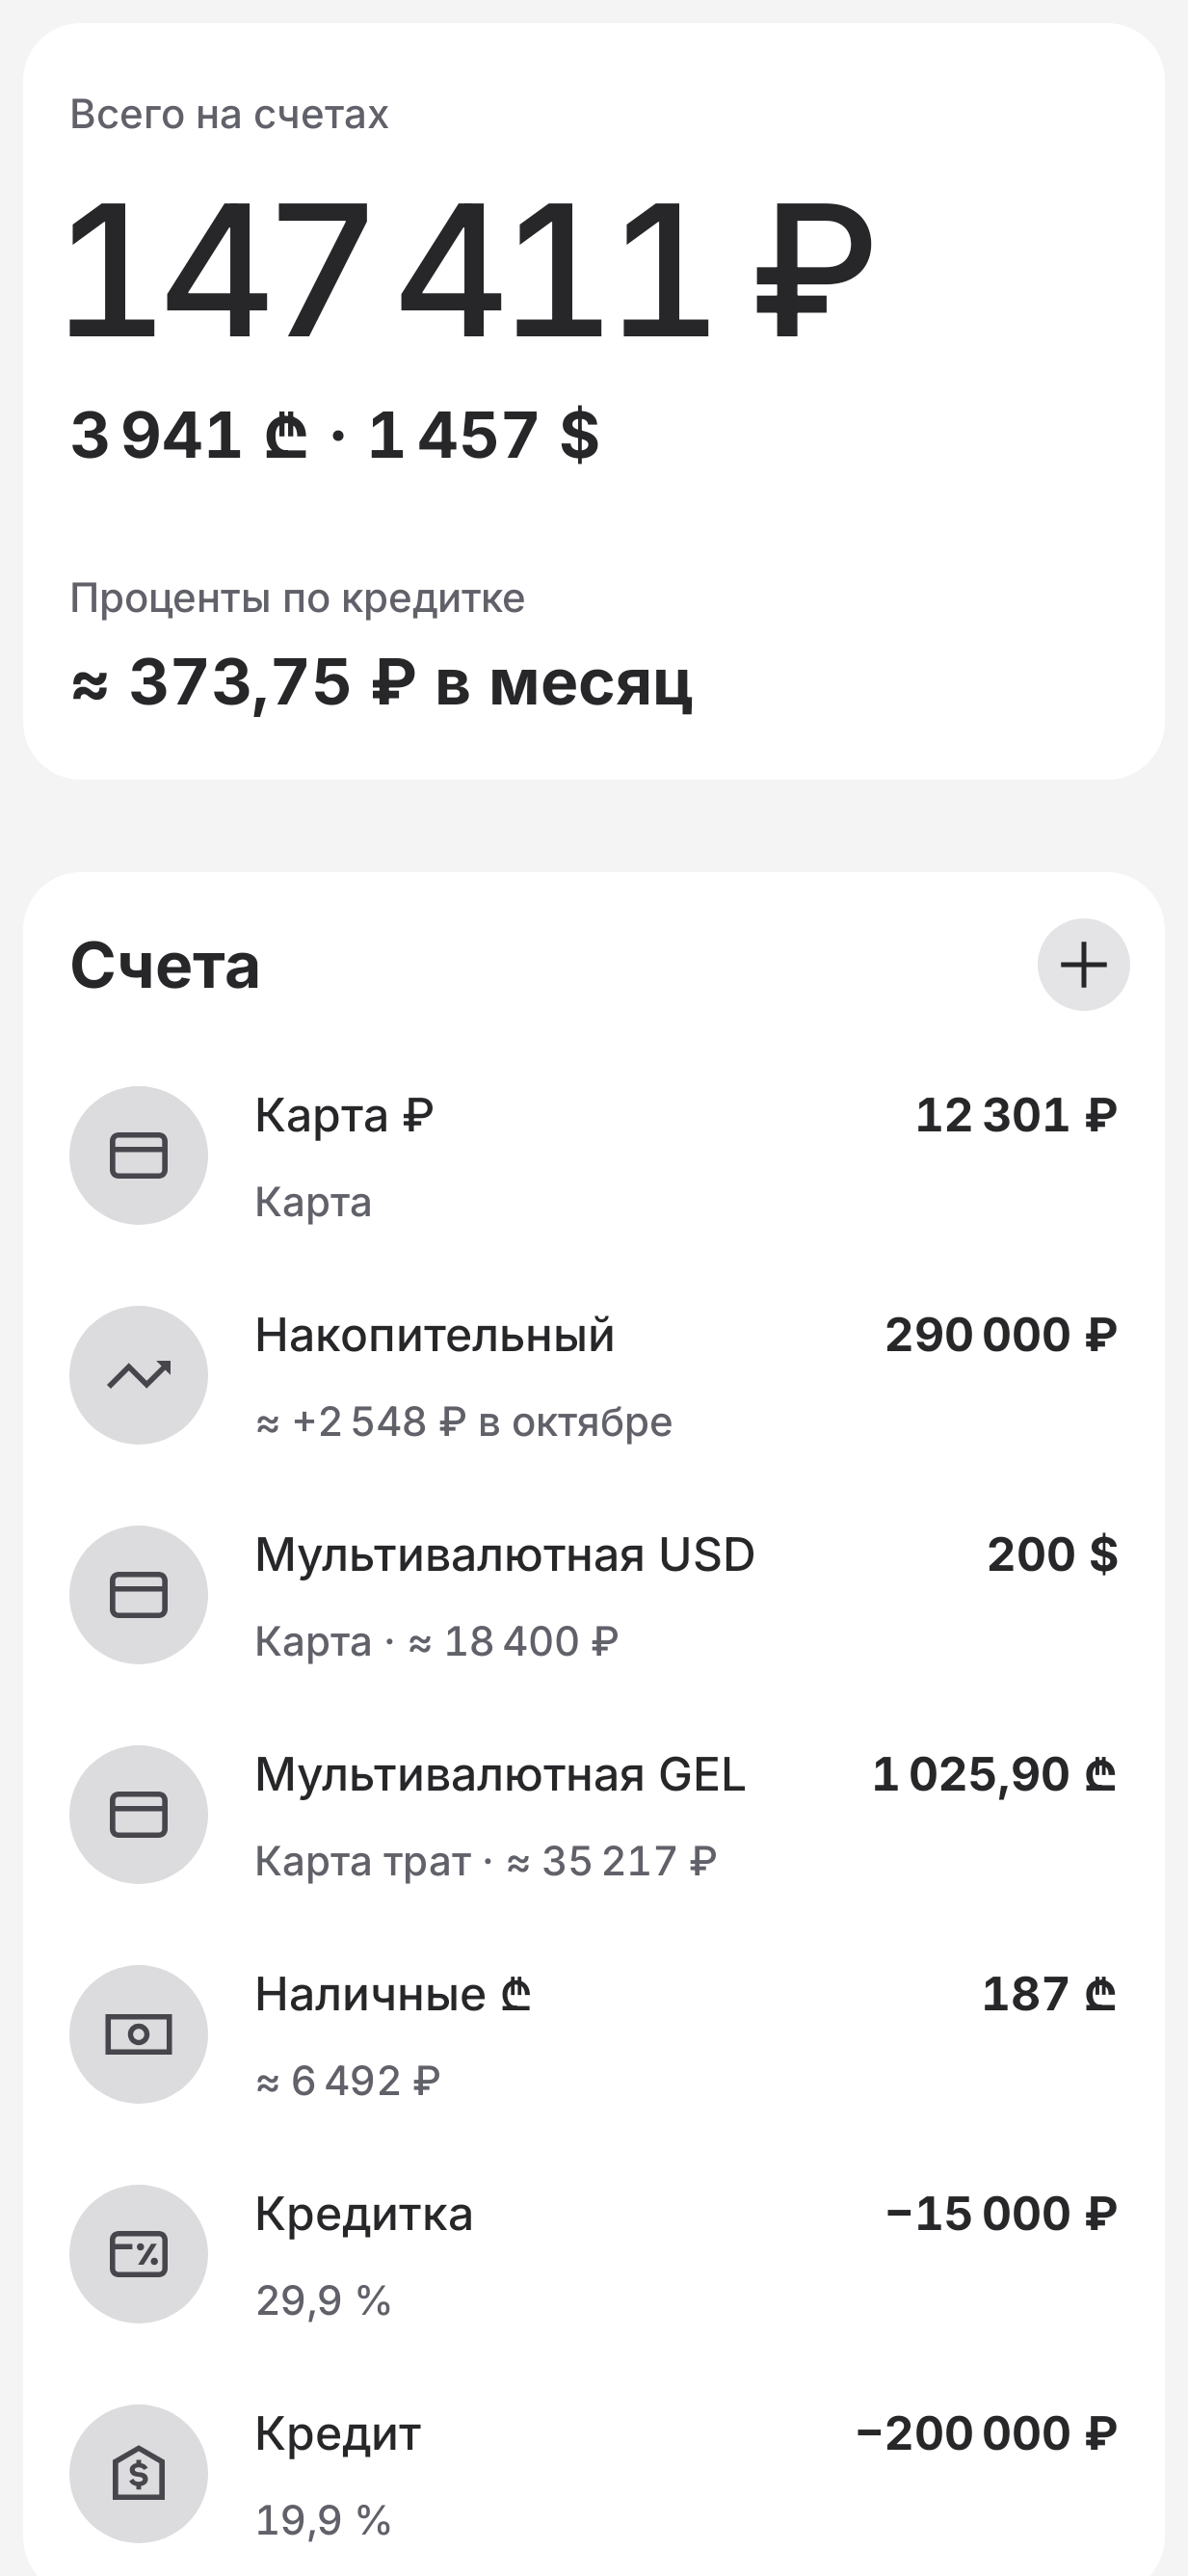 Всего на счетах
147 411 ₽
3 941 ₾ · 1 457 $
Проценты по кредитке
≈ 373,75 ₽ в месяц
Счета
Карта ₽ 12 301 ₽
Карта
Накопительный 290 000 ₽
≈ +2 548 ₽ в октябре
Мультивалютная USD 200 $
Карта · ≈ 18 400 ₽
Мультивалютная GEL 1 025,90 ₾
Карта трат · ≈ 35 217 ₽
Наличные ₾ 187 ₾
≈ 6 492 ₽
Кредитка −15 000 ₽
29,9 %
Кредит −200 000 ₽
19,9 %